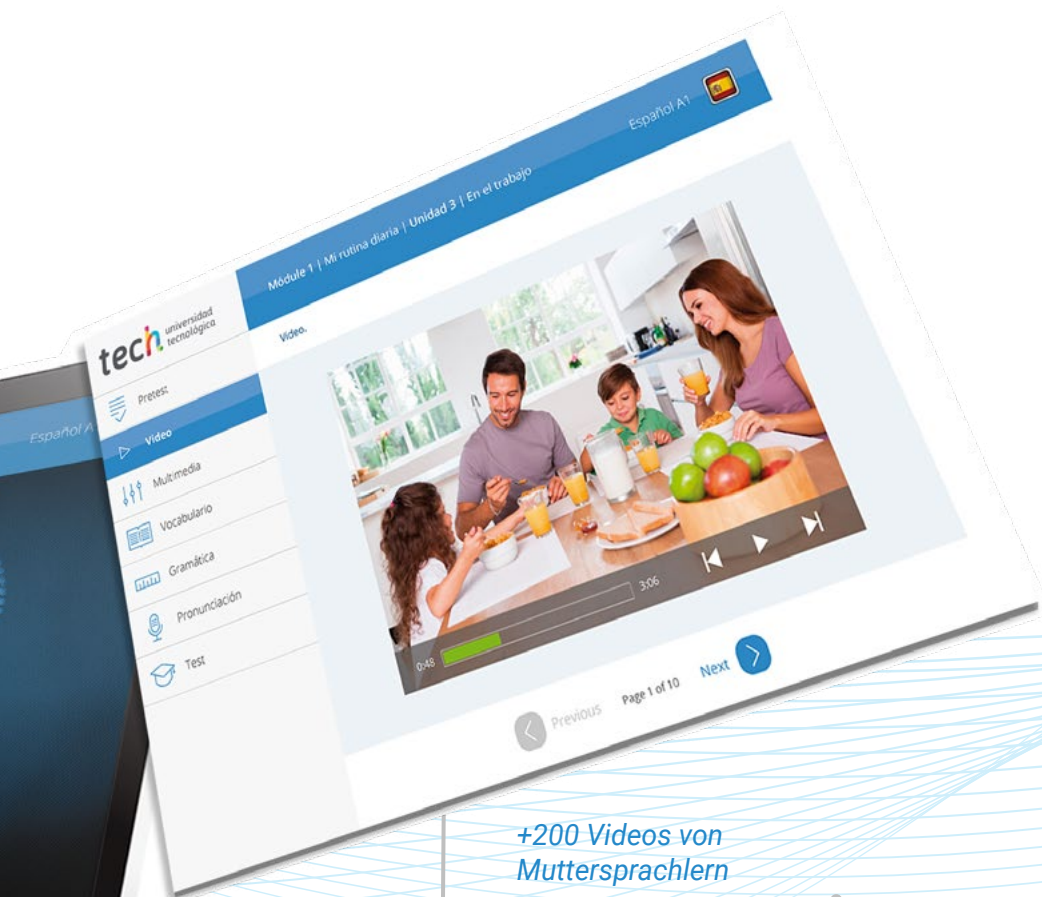 Español A1
Módule 1 | Mi rutina diaria | Unidad 3 | En el trabajo
tech universidad
tecnológica
Video.
Pretest
Video
Multimedia
Vocabulario
Gramática
Pronunciación
Test
0:48
3:06
Previous
Page 1 of 10
Next
Español A
+200 Videos von
Muttersprachlern